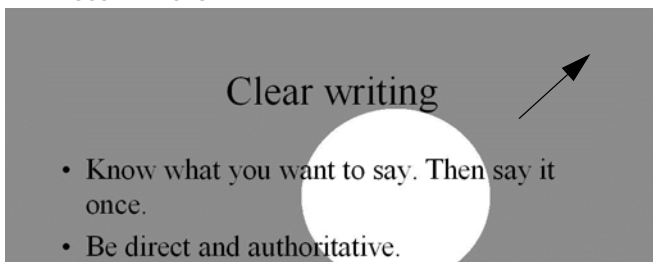 Clear writing
• Know what you want to say. Then say it
once.
• Be direct and authoritative.